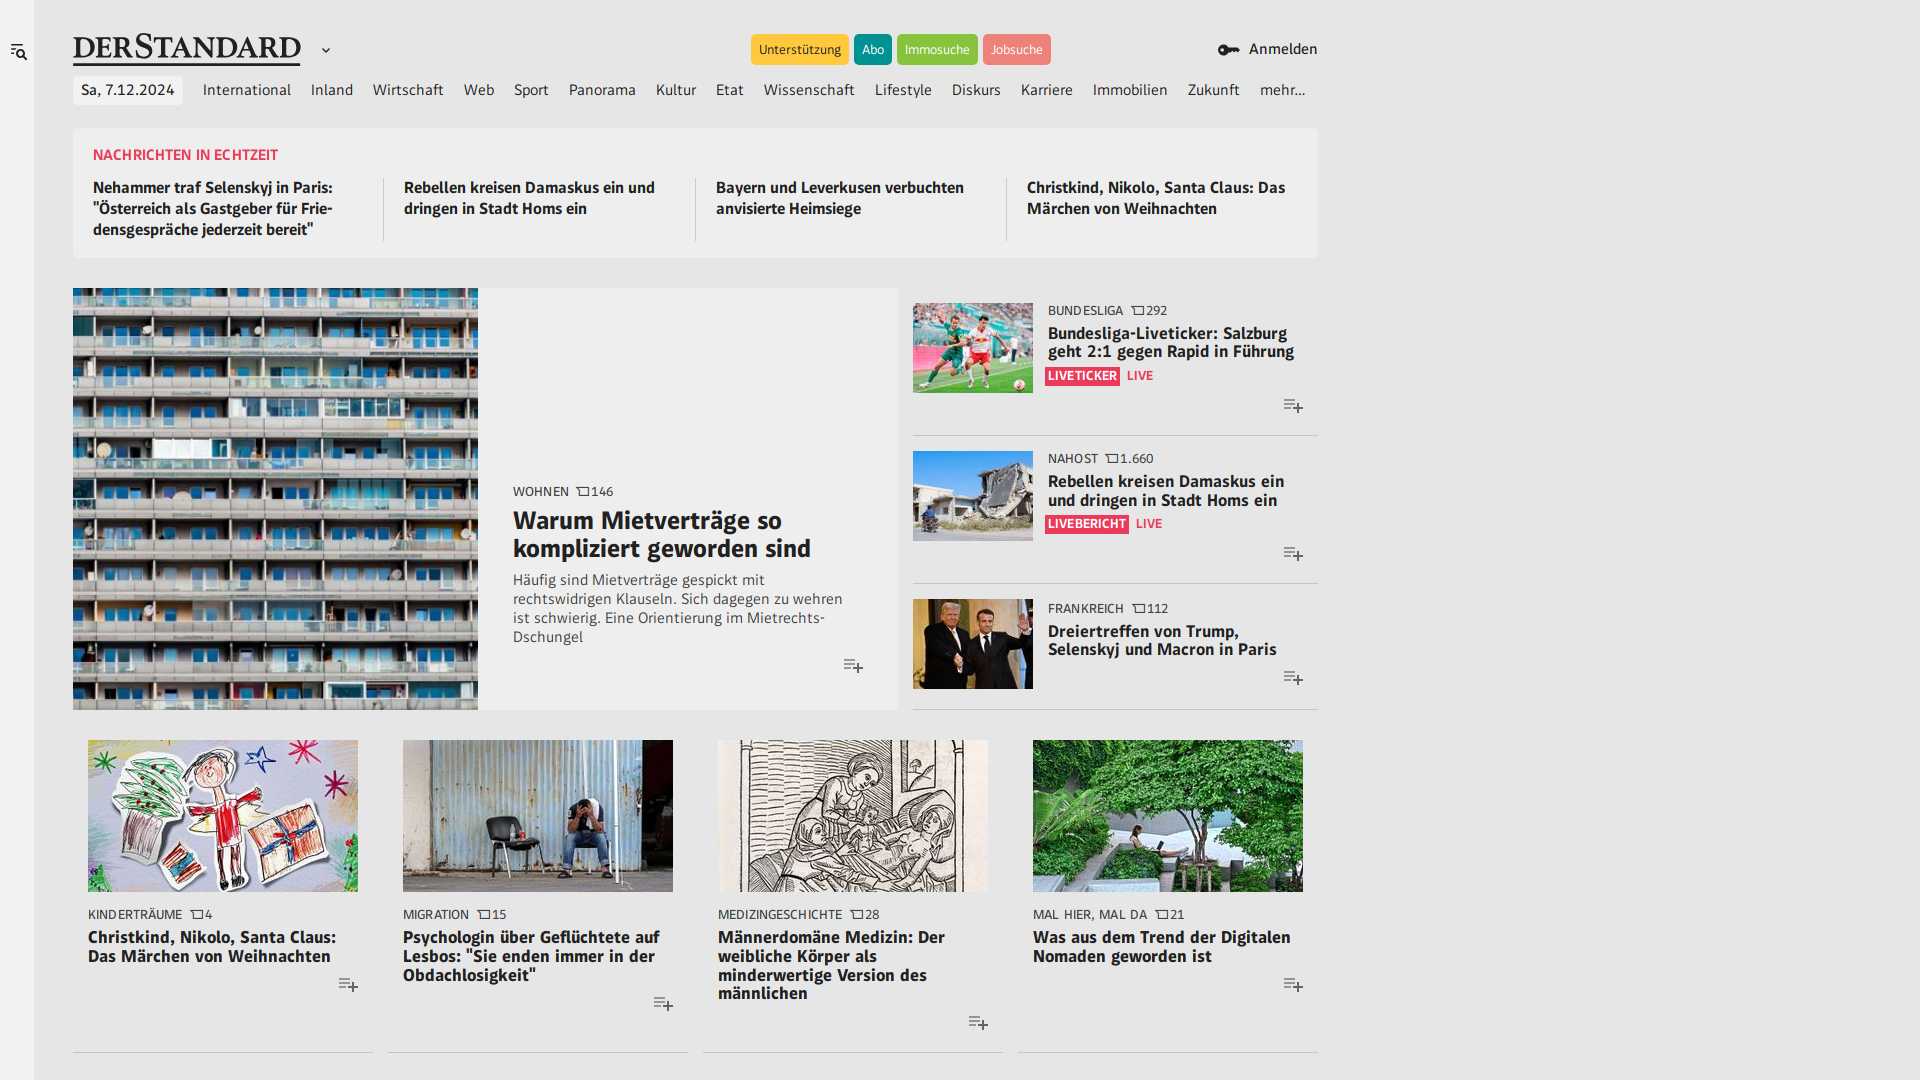 DERSTANDARD
Unterstützung
Abo
Immosuche
Jobsuche
Anmelden
Sa, 7.12.2024
International
Inland
Wirtschaft
Web
Sport
Panorama
Kultur
Etat
Wissenschaft
Lifestyle
Diskurs
Karriere
Immobilien
Zukunft
mehr...
NACHRICHTEN IN ECHTZEIT
Nehammer traf Selenskyj in Paris:
"Österreich als Gastgeber für Frie-
densgespräche jederzeit bereit"
Rebellen kreisen Damaskus ein und
dringen in Stadt Homs ein
Bayern und Leverkusen verbuchten
anvisierte Heimsiege
Christkind, Nikolo, Santa Claus: Das
Märchen von Weihnachten
WOHNEN 146
Warum Mietverträge so
kompliziert geworden sind
Häufig sind Mietverträge gespickt mit
rechtswidrigen Klauseln. Sich dagegen zu wehren
ist schwierig. Eine Orientierung im Mietrechts-
Dschungel
BUNDESLIGA 292
Bundesliga-Liveticker: Salzburg
geht 2:1 gegen Rapid in Führung
LIVETICKER LIVE
NAHOST 1.660
Rebellen kreisen Damaskus ein
und dringen in Stadt Homs ein
LIVEBERICHT LIVE
FRANKREICH 112
Dreiertreffen von Trump,
Selenskyj und Macron in Paris
KINDERTRÄUME 4
Christkind, Nikolo, Santa Claus:
Das Märchen von Weihnachten
MIGRATION 15
Psychologin über Geflüchtete auf
Lesbos: "Sie enden immer in der
Obdachlosigkeit"
MEDIZINGESCHICHTE 28
Männerdomäne Medizin: Der
weibliche Körper als
minderwertige Version des
männlichen
MAL HIER, MAL DA 21
Was aus dem Trend der Digitalen
Nomaden geworden ist